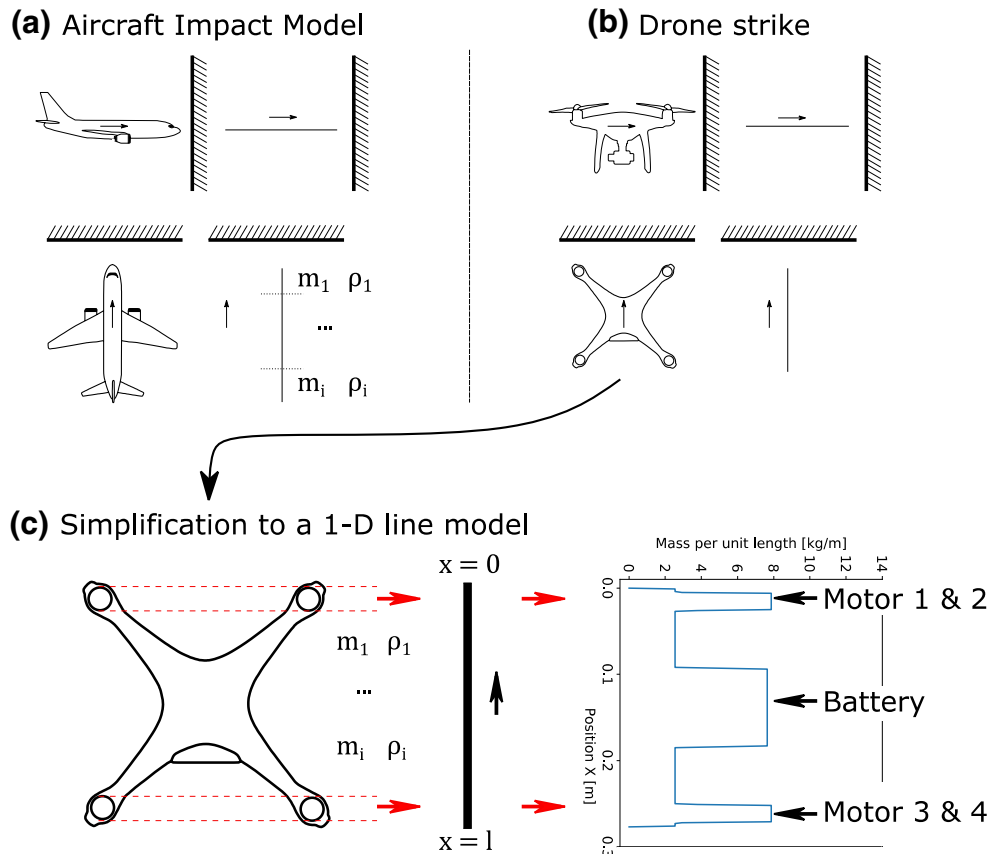 (a) Aircraft Impact Model
(b) Drone strike
m1 ρ1
...
mi ρi
(c) Simplification to a 1-D line model
x = 0
m1 ρ1
...
mi ρi
x = l
Mass per unit length [kg/m]
0 2 4 6 8 10 12 14
Position X [m]
0.0
0.1
0.2
Motor 1 & 2
Battery
Motor 3 & 4